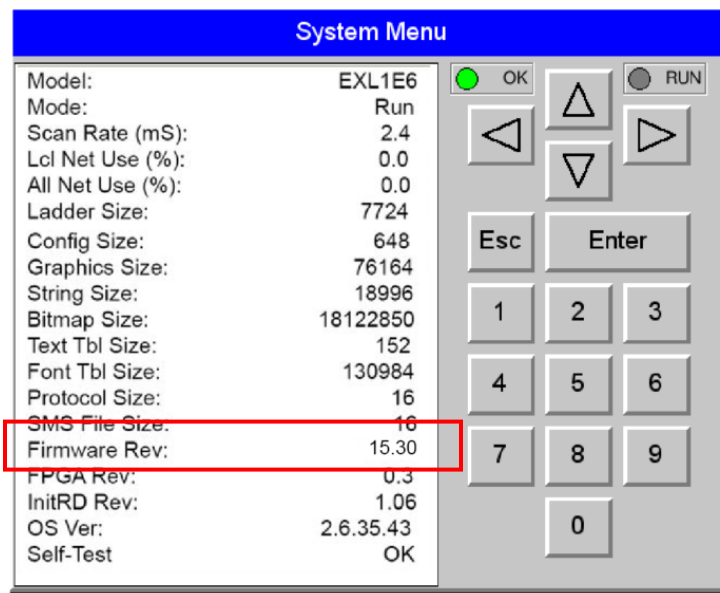 System Menu
Model: EXL1E6
Mode: Run
Scan Rate (mS): 2.4
Lcl Net Use (%): 0.0
All Net Use (%): 0.0
Ladder Size: 7724
Config Size: 648
Graphics Size: 76164
String Size: 18996
Bitmap Size: 18122850
Text Tbl Size: 152
Font Tbl Size: 130984
Protocol Size: 16
SMS File Size: 16
Firmware Rev: 15.30
FPGA Rev: 0.3
InitRD Rev: 1.06
OS Ver: 2.6.35.43
Self-Test OK
OK RUN
Esc Enter
1 2 3
4 5 6
7 8 9
0